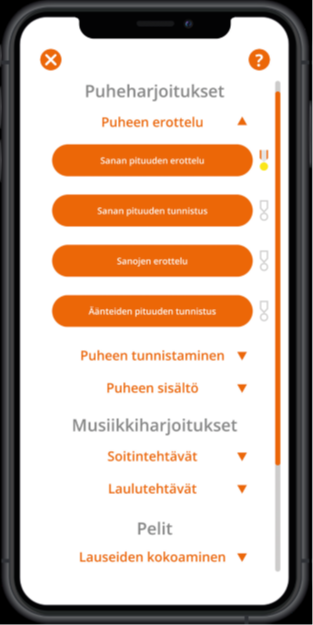 ?
Puheharjoitukset
Puheen erottelu
Sanan pituuden erottelu
Sanan pituuden tunnistus
Sanojen erottelu
Äänteiden pituuden tunnistus
Puheen tunnistaminen
Puheen sisältö
Musiikkiharjoitukset
Soitintehtävät
Laulutehtävät
Pelit
Lauseiden kokoaminen